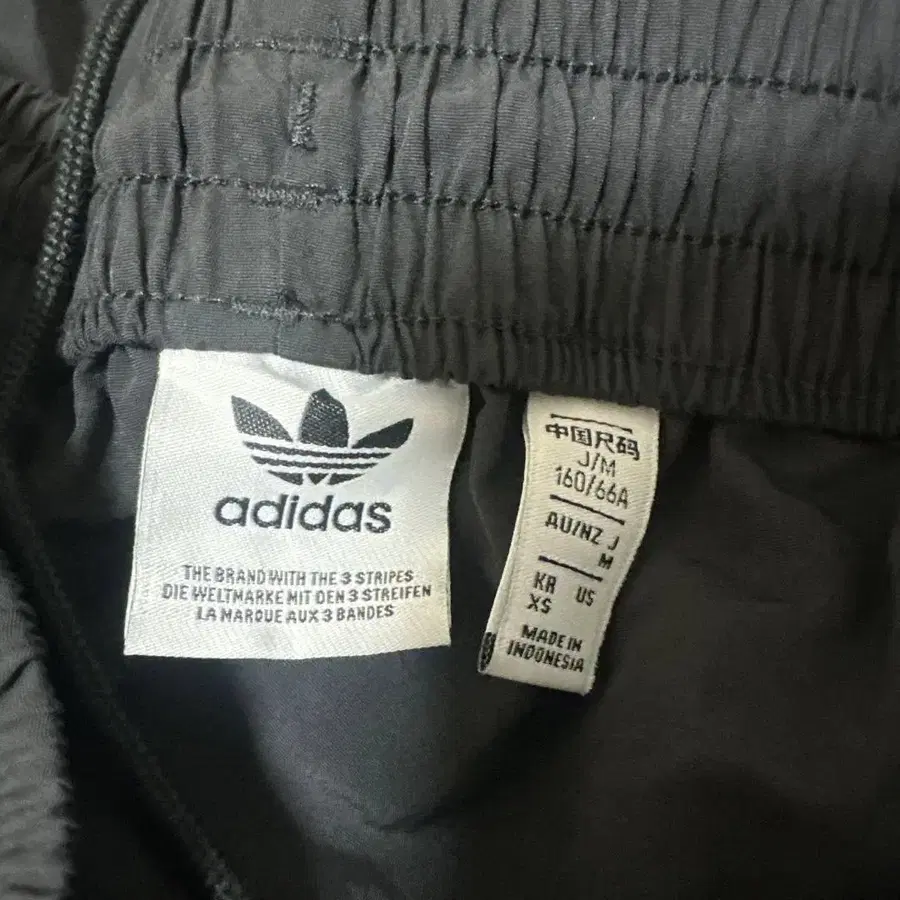 adidas
THE BRAND WITH THE 3 STRIPES
DIE WELTMARKE MIT DEN 3 STREIFEN
LA MARQUE AUX 3 BANDES
中国尺码
J/M
160/66A
AU/NZ J
M
KR US
XS
MADE IN
INDONESIA